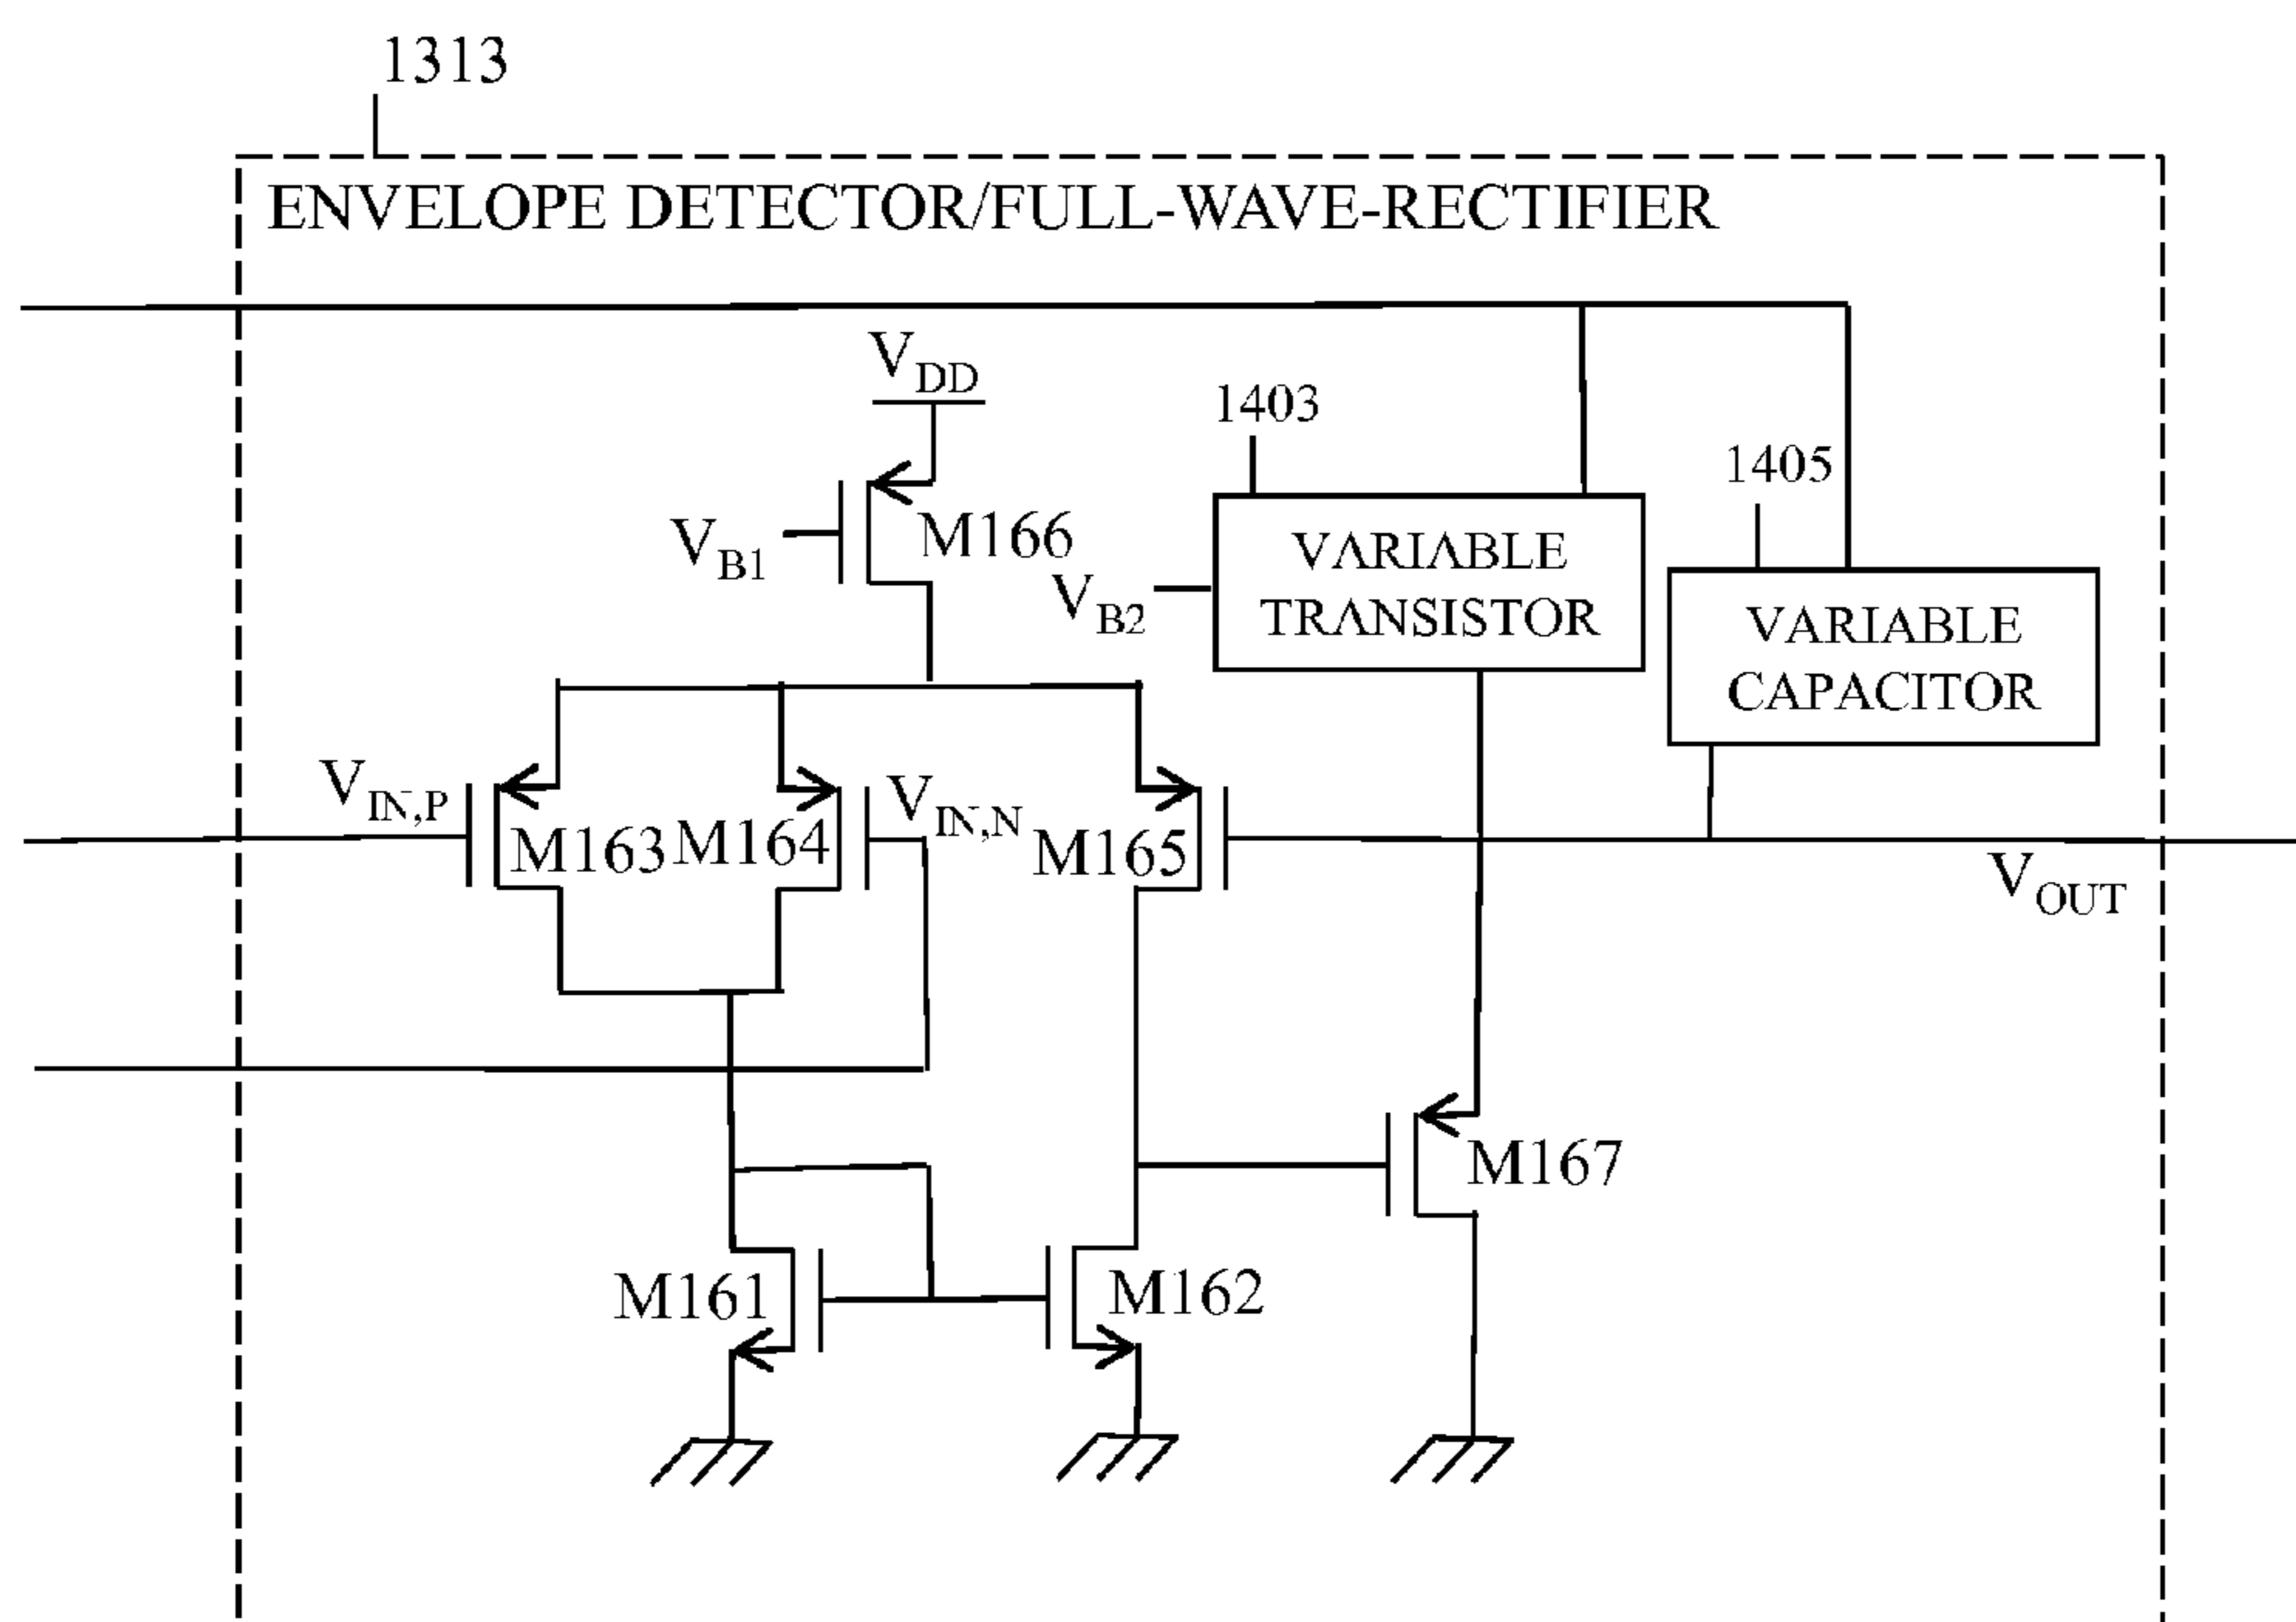 1313
ENVELOPE DETECTOR/FULL-WAVE-RECTIFIER
VDD
1403
1405
VB1
M166
VARIABLE
TRANSISTOR
VB2
VARIABLE
CAPACITOR
VIN,P
M163
M164
VIN,N
M165
VOUT
M167
M161
M162